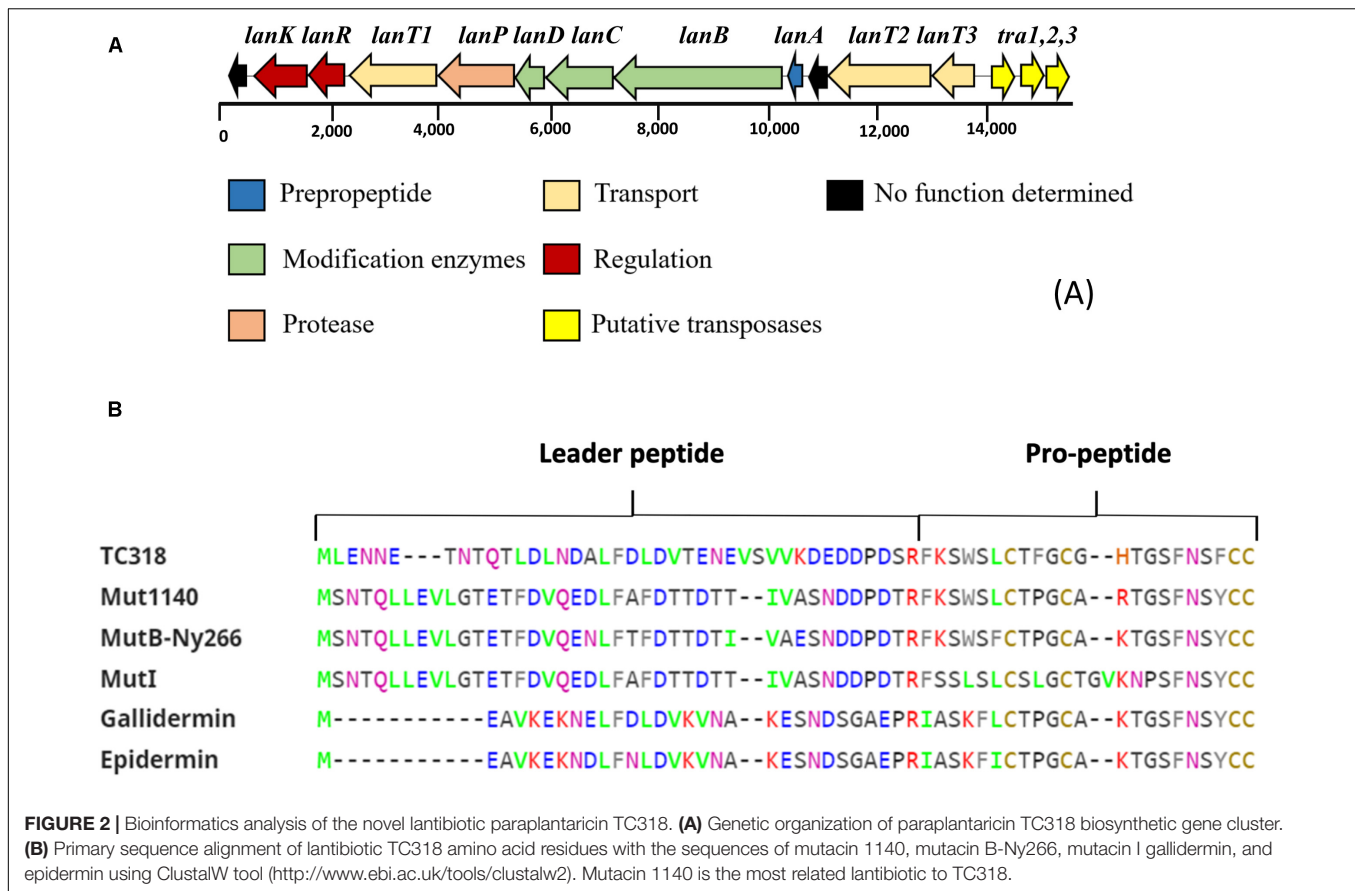 A
lanK lanR lanT1 lanP lanD lanC lanB lanA lanT2 lanT3 tra1,2,3
0 2,000 4,000 6,000 8,000 10,000 12,000 14,000
Prepropeptide Transport No function determined
Modification enzymes Regulation
(A)
Protease Putative transposases
B
Leader peptide Pro-peptide
TC318 MLENNE---TNTQTLDLNDALFDLDVTENEVSVVKDEDDPDSRFKSWSLCTFGCG--HTGSFNSFCC
Mut1140 MSNTQLLEVLGTETFDVQEDLFAFDTTDTT--IVASNDDPDTRFKSWSLCTPGCA--RTGSFNSYCC
MutB-Ny266 MSNTQLLEVLGTETFDVQENLFTFDTTDTI--VAESNDDPDTRFKSWSFCTPGCA--KTGSFNSYCC
MutI MSNTQLLEVLGTETFDVQEDLFAFDTTDTT--IVASNDDPDTRFSSLSLCSLGCTGVKNPSFNSYCC
Gallidermin M-----------EAVKEKNELFDLDVKVNA--KESNDSGAEPRIASKFLCTPGCA--KTGSFNSYCC
Epidermin M-----------EAVKEKNDLFNLDVKVNA--KESNDSGAEPRIASKFICTPGCA--KTGSFNSYCC
FIGURE 2 | Bioinformatics analysis of the novel lantibiotic paraplantaricin TC318. (A) Genetic organization of paraplantaricin TC318 biosynthetic gene cluster.
(B) Primary sequence alignment of lantibiotic TC318 amino acid residues with the sequences of mutacin 1140, mutacin B-Ny266, mutacin I gallidermin, and
epidermin using ClustalW tool (http://www.ebi.ac.uk/tools/clustalw2). Mutacin 1140 is the most related lantibiotic to TC318.